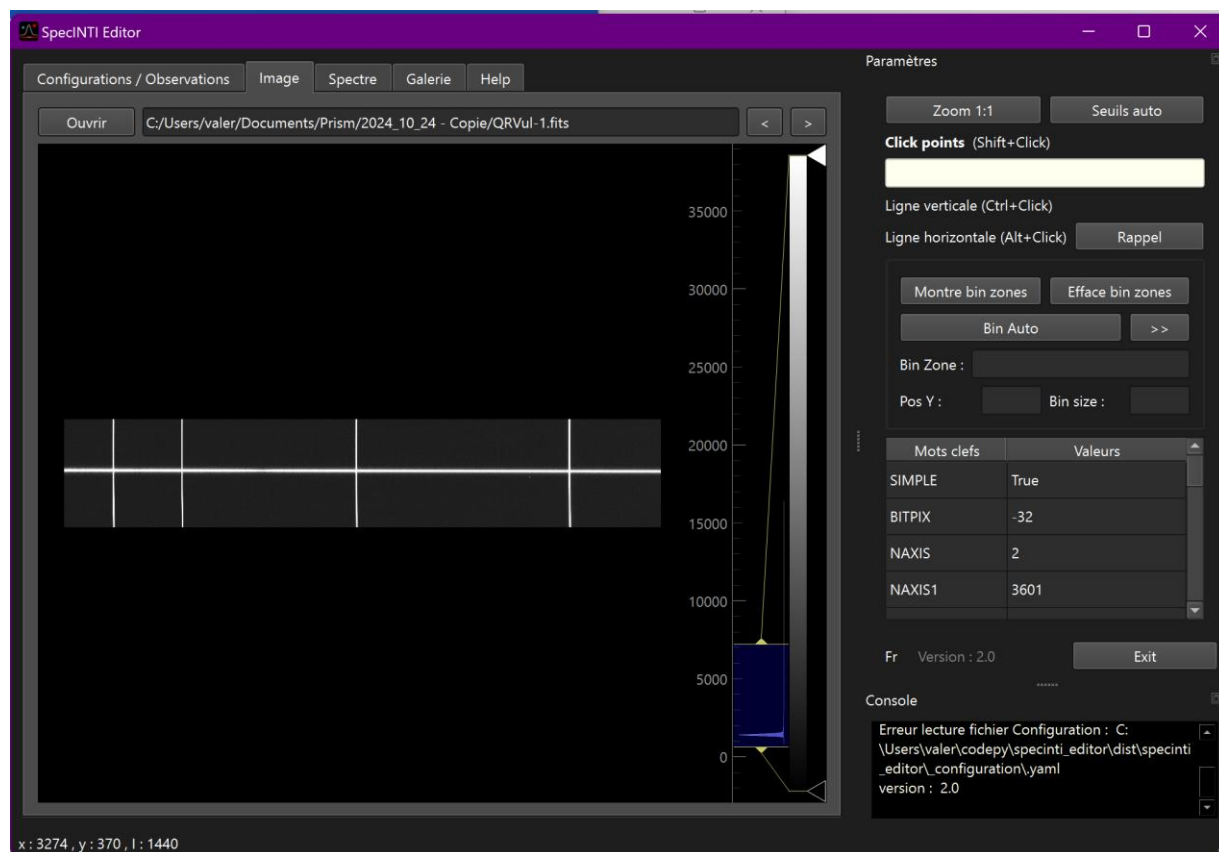 SpecINTI Editor
Configurations / Observations
Image
Spectre
Galerie
Help
Ouvrir
C:/Users/valer/Documents/Prism/2024_10_24 - Copie/QRVul-1.fits
<
>
35000
30000
25000
20000
15000
10000
5000
0
x : 3274 , y : 370 , I : 1440
Paramètres
Zoom 1:1
Seuils auto
Click points (Shift+Click)
Ligne verticale (Ctrl+Click)
Ligne horizontale (Alt+Click)
Rappel
Montre bin zones
Efface bin zones
Bin Auto
>>
Bin Zone :
Pos Y :
Bin size :
Mots clefs
Valeurs
SIMPLE
True
BITPIX
-32
NAXIS
2
NAXIS1
3601
Fr
Version : 2.0
Exit
Console
Erreur lecture fichier Configuration : C:
\Users\valer\codepy\specinti_editor\dist\specinti
_editor\_configuration\.yaml
version : 2.0